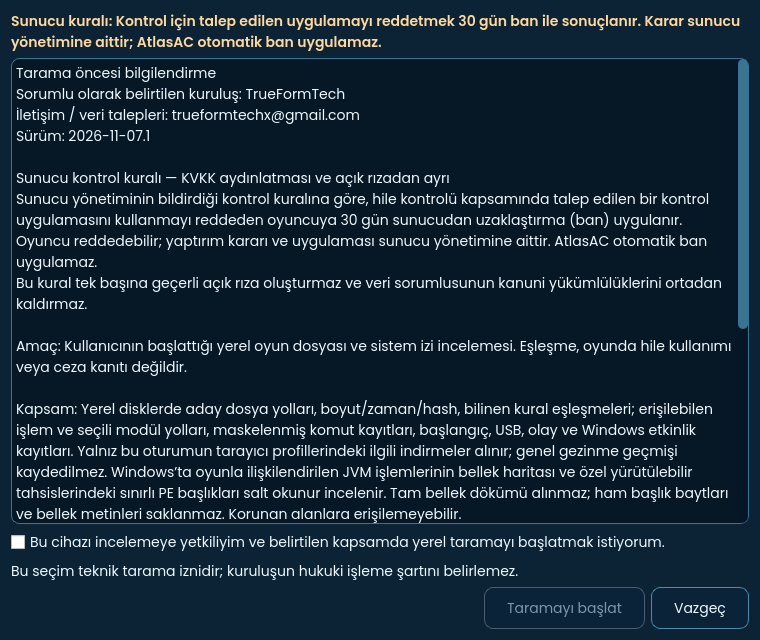 Sunucu kuralı: Kontrol için talep edilen uygulamayı reddetmek 30 gün ban ile sonuçlanır. Karar sunucu
yönetimine aittir; AtlasAC otomatik ban uygulamaz.
Tarama öncesi bilgilendirme
Sorumlu olarak belirtilen kuruluş: TrueFormTech
İletişim / veri talepleri: trueformtechx@gmail.com
Sürüm: 2026-11-07.1
Sunucu kontrol kuralı — KVKK aydınlatması ve açık rızadan ayrı
Sunucu yönetiminin bildirdiği kontrol kuralına göre, hile kontrolü kapsamında talep edilen bir kontrol
uygulamasını kullanmayı reddeden oyuncuya 30 gün sunucudan uzaklaştırma (ban) uygulanır.
Oyuncu reddedebilir; yaptırım kararı ve uygulaması sunucu yönetimine aittir. AtlasAC otomatik ban
uygulamaz.
Bu kural tek başına geçerli açık rıza oluşturmaz ve veri sorumlusunun kanuni yükümlülüklerini ortadan
kaldırmaz.
Amaç: Kullanıcının başlattığı yerel oyun dosyası ve sistem izi incelemesi. Eşleşme, oyunda hile kullanımı
veya ceza kanıtı değildir.
Kapsam: Yerel disklerde aday dosya yolları, boyut/zaman/hash, bilinen kural eşleşmeleri; erişilebilen
işlem ve seçili modül yolları, maskelenmiş komut kayıtları, başlangıç, USB, olay ve Windows etkinlik
kayıtları. Yalnız bu oturumun tarayıcı profillerindeki ilgili indirmeler alınır; genel gezinme geçmişi
kaydedilmez. Windows’ta oyunla ilişkilendirilen JVM işlemlerinin bellek haritası ve özel yürütülebilir
tahsislerindeki sınırlı PE başlıkları salt okunur incelenir. Tam bellek dökümü alınmaz; ham başlık baytları
ve bellek metinleri saklanmaz. Korunan alanlara erişilemeyebilir.
Bu cihazı incelemeye yetkiliyim ve belirtilen kapsamda yerel taramayı başlatmak istiyorum.
Bu seçim teknik tarama iznidir; kuruluşun hukuki işleme şartını belirlemez.
Taramayı başlat
Vazgeç